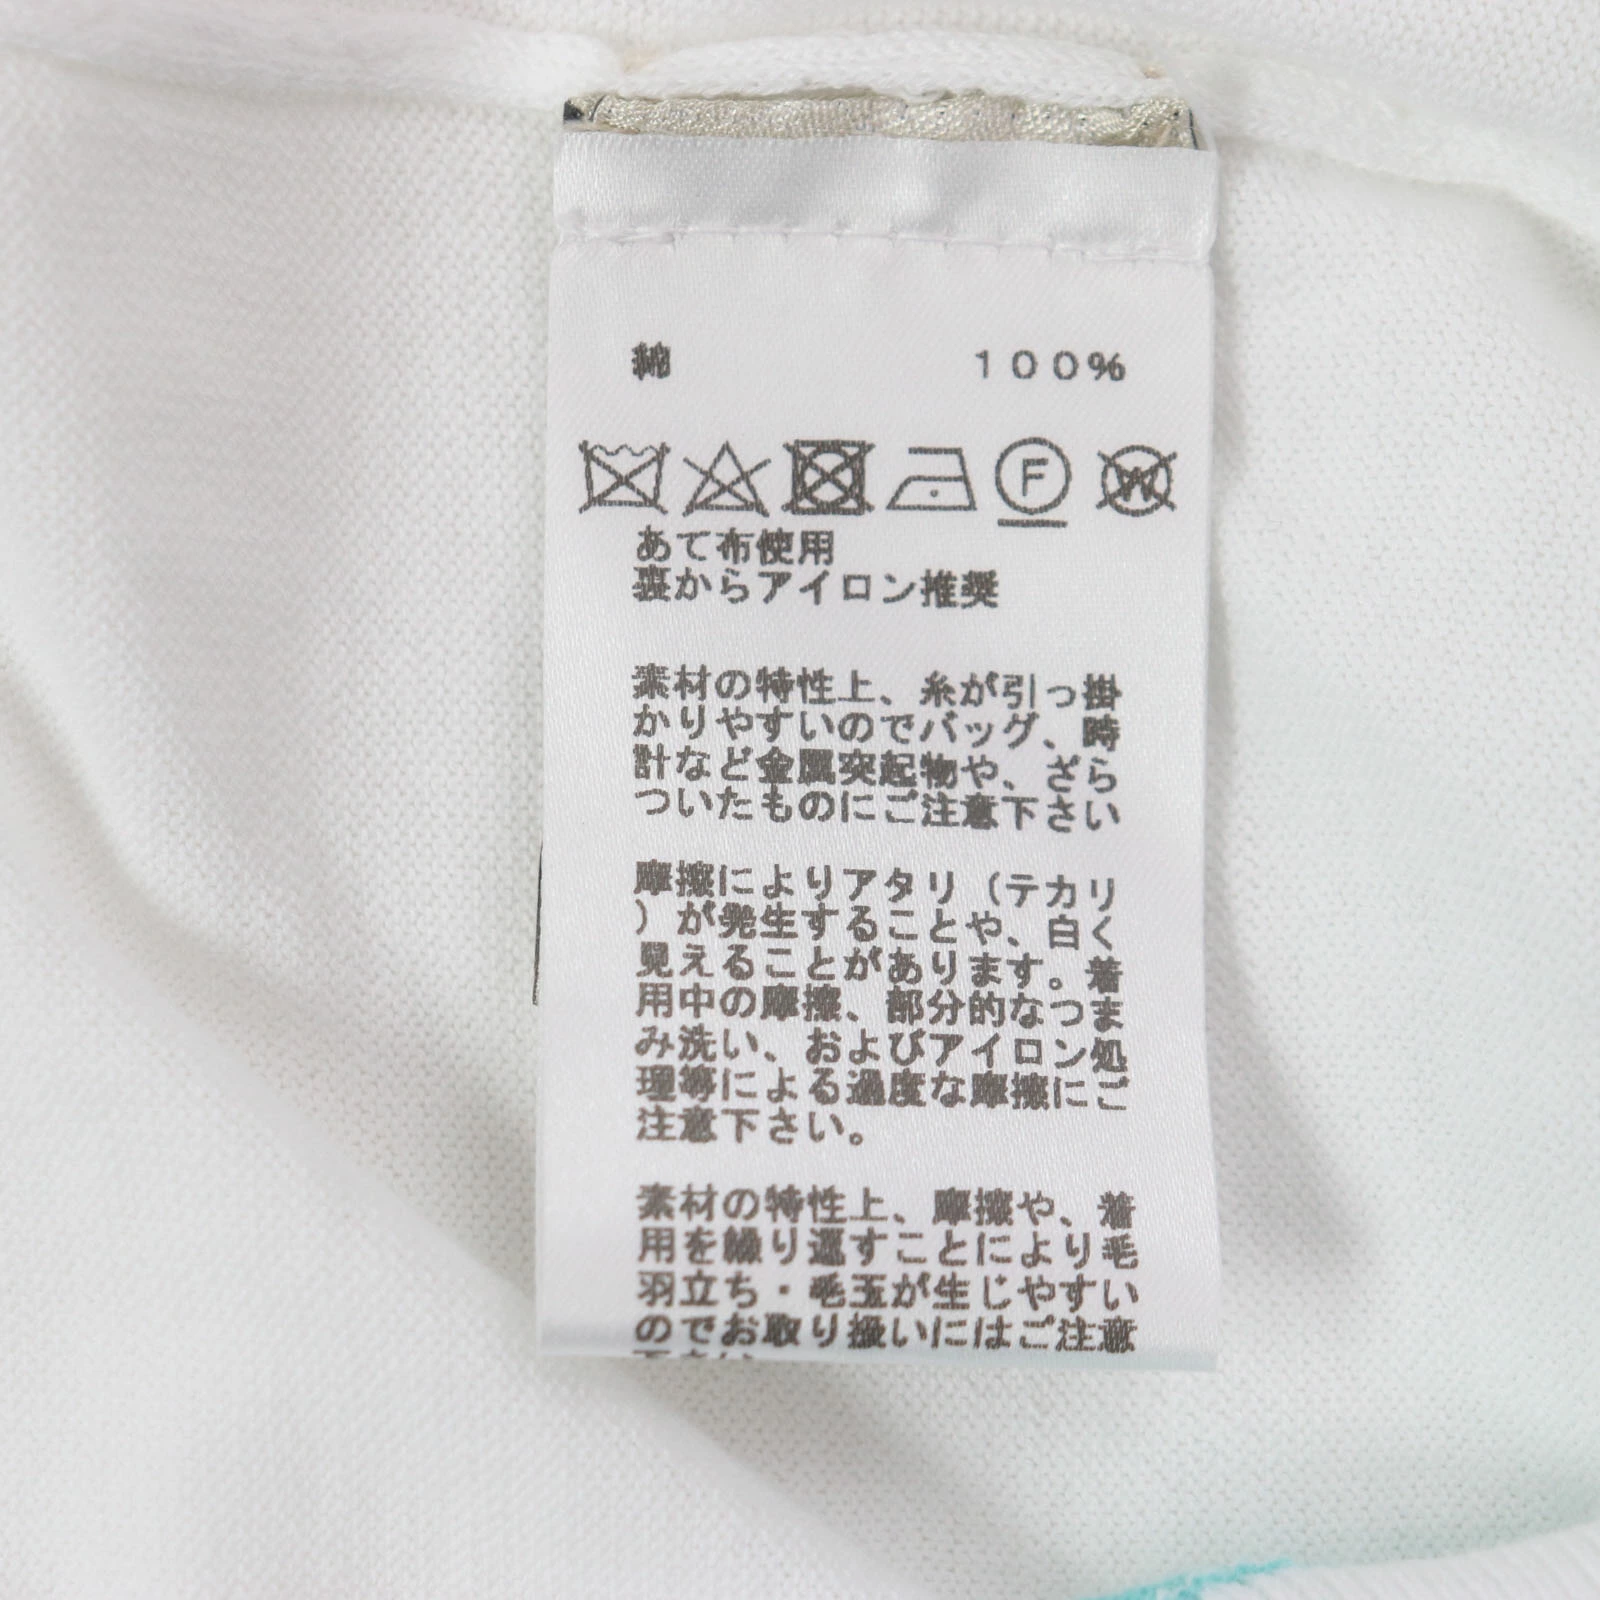 綿 100%
F W
あて布使用
裏からアイロン推奨
素材の特性上、糸が引っ掛
かりやすいのでバッグ、時
計など金属突起物や、ざら
ついたものにご注意下さい
摩擦によりアタリ（テカリ
）が発生することや、白く
見えることがあります。着
用中の摩擦、部分的なつま
み洗い、およびアイロン処
理等による過度な摩擦にご
注意下さい。
素材の特性上、摩擦や、着
用を繰り返すことにより毛
羽立ち・毛玉が生じやすい
のでお取り扱いにはご注意